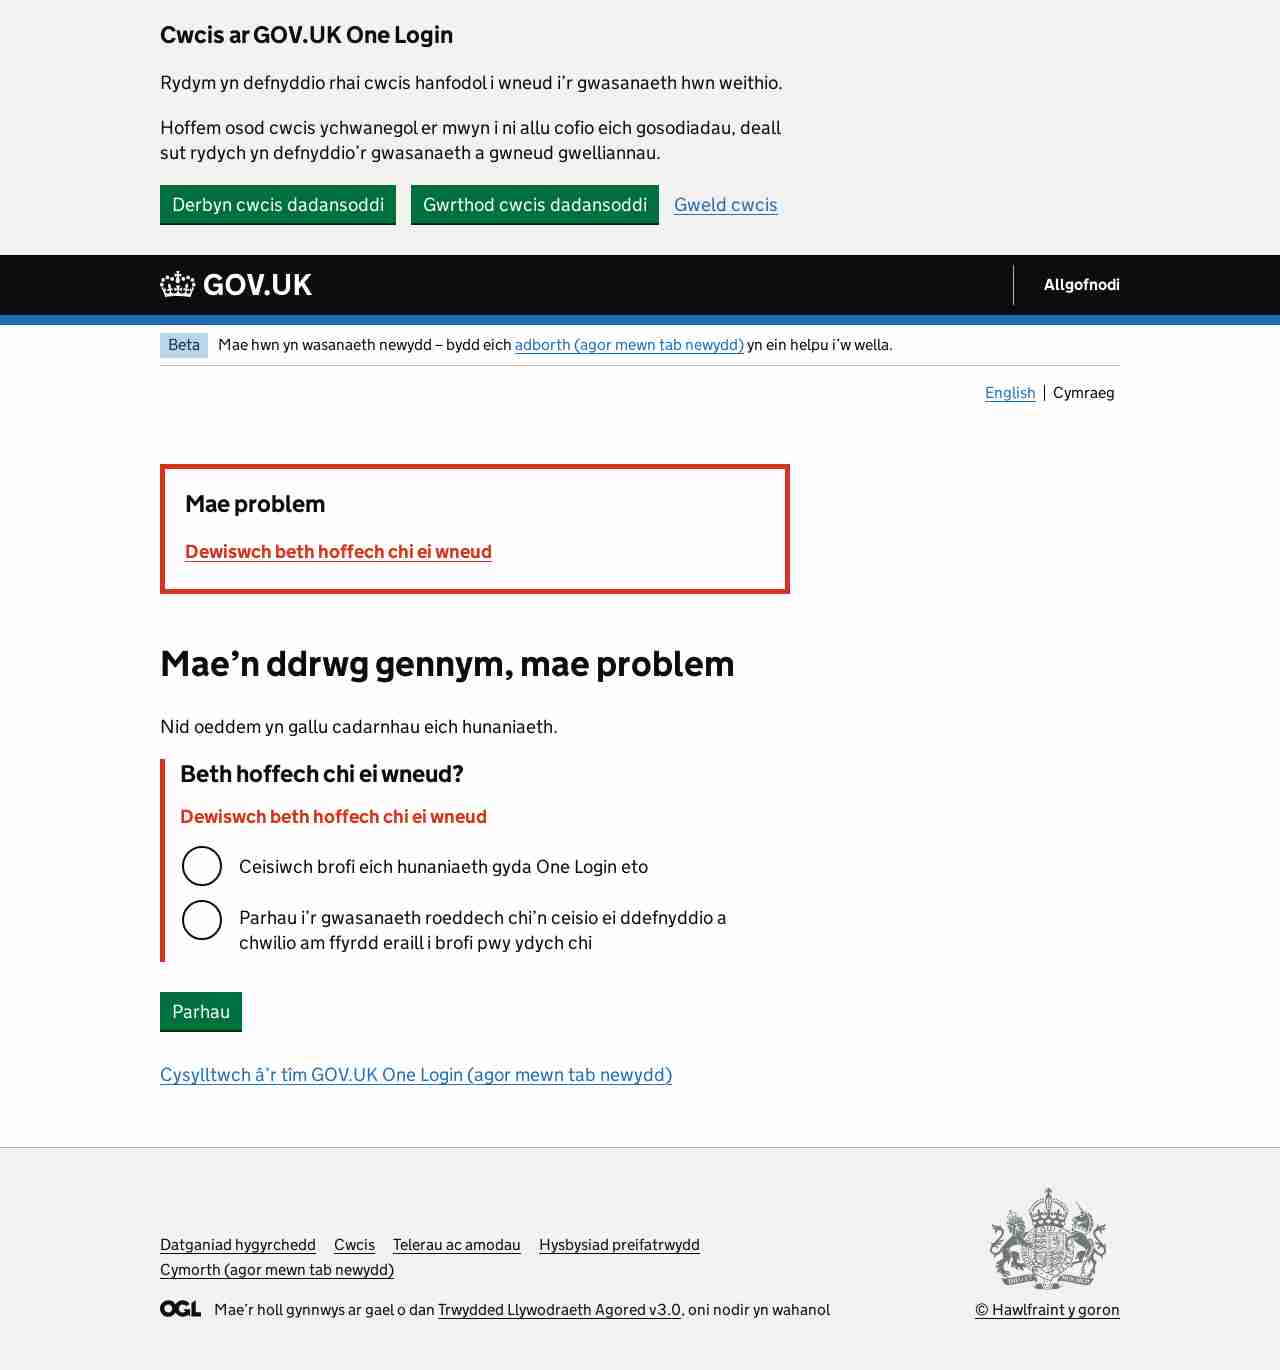 Cwcis ar GOV.UK One Login
Rydym yn defnyddio rhai cwcis hanfodol i wneud i’r gwasanaeth hwn weithio.
Hoffem osod cwcis ychwanegol er mwyn i ni allu cofio eich gosodiadau, deall
sut rydych yn defnyddio’r gwasanaeth a gwneud gwelliannau.
Derbyn cwcis dadansoddi Gwrthod cwcis dadansoddi Gweld cwcis
GOV.UK Allgofnodi
Beta Mae hwn yn wasanaeth newydd – bydd eich adborth (agor mewn tab newydd) yn ein helpu i’w wella.
English Cymraeg
Mae problem
Dewiswch beth hoffech chi ei wneud
Mae’n ddrwg gennym, mae problem
Nid oeddem yn gallu cadarnhau eich hunaniaeth.
Beth hoffech chi ei wneud?
Dewiswch beth hoffech chi ei wneud
Ceisiwch brofi eich hunaniaeth gyda One Login eto
Parhau i’r gwasanaeth roeddech chi’n ceisio ei ddefnyddio a
chwilio am ffyrdd eraill i brofi pwy ydych chi
Parhau
Cysylltwch â’r tîm GOV.UK One Login (agor mewn tab newydd)
Datganiad hygyrchedd Cwcis Telerau ac amodau Hysbysiad preifatrwydd
Cymorth (agor mewn tab newydd)
OGL Mae’r holl gynnwys ar gael o dan Trwydded Llywodraeth Agored v3.0, oni nodir yn wahanol
© Hawlfraint y goron